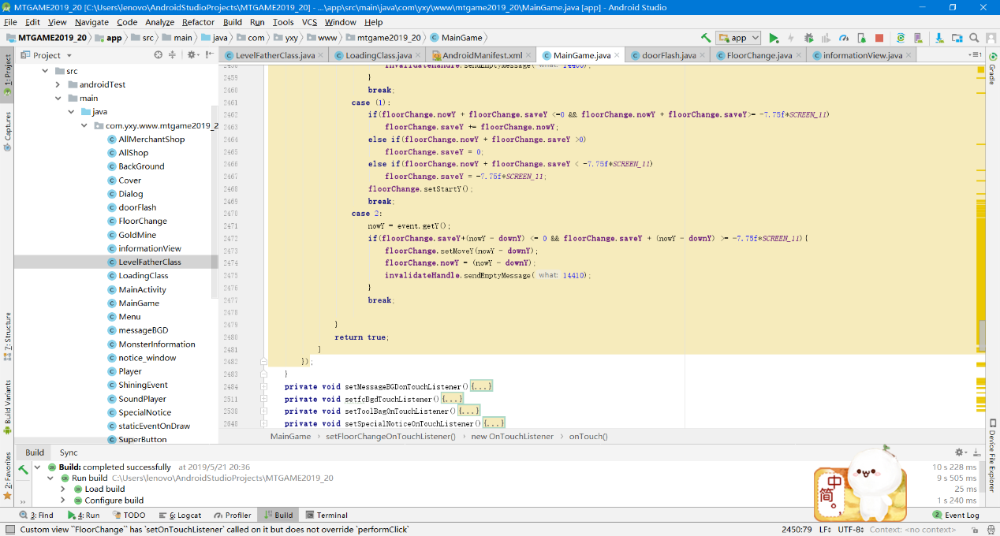 MTGAME2019_20 [C:\Users\lenovo\AndroidStudioProjects\MTGAME2019_20] - ...\app\src\main\java\com\yxy\www\mtgame2019_20\MainGame.java [app] - Android Studio
File Edit View Navigate Code Analyze Refactor Build Run Tools VCS Window Help
MTGAME2019_20 app src main java com yxy www mtgame2019_20 MainGame app
Project LevelFatherClass.java LoadingClass.java AndroidManifest.xml MainGame.java doorFlash.java FloorChange.java informationView.java
1: Project
Captures
7: Structure
Build Variants
2: Favorites
src
androidTest
main
java
com.yxy.www.mtgame2019_2
AllMerchantShop
AllShop
BackGround
Cover
Dialog
doorFlash
FloorChange
GoldMine
informationView
LevelFatherClass
LoadingClass
MainActivity
MainGame
Menu
messageBGD
MonsterInformation
notice_window
Player
ShiningEvent
SoundPlayer
SpecialNotice
staticEventOnDraw
SuperButton
2458 invalidateHandle.sendEmptyMessage( what: 14400);
2459 }
2460 break;
2461 case (1):
2462 if(floorChange.nowY + floorChange.saveY <=0 && floorChange.nowY + floorChange.saveY>= -7.75f*SCREEN_11)
2463 floorChange.saveY += floorChange.nowY;
2464 else if(floorChange.nowY + floorChange.saveY >0)
2465 floorChange.saveY = 0;
2466 else if(floorChange.nowY + floorChange.saveY < -7.75f*SCREEN_11)
2467 floorChange.saveY = -7.75f*SCREEN_11;
2468 floorChange.setStartY();
2469 break;
2470 case 2:
2471 nowY = event.getY();
2472 if(floorChange.saveY+(nowY - downY) <= 0 && floorChange.saveY + (nowY - downY) >= -7.75f*SCREEN_11){
2473 floorChange.setMoveY(nowY - downY);
2474 floorChange.nowY = (nowY - downY);
2475 invalidateHandle.sendEmptyMessage( what: 14410);
2476 }
2477 break;
2478
2479 }
2480 return true;
2481 }
2482 });
2483 }
2484 private void setMessageBGDonTouchListener(){...}
2511 private void setfcBgdTouchListener(){...}
2538 private void setToolBagOnTouchListener(){...}
2648 private void setSpecialNoticeOnTouchListener(){...}
MainGame › setFloorChangeOnTouchListener() › new OnTouchListener › onTouch()
Gradle
Device File Explorer
Build Sync
Build: completed successfully at 2019/5/21 20:36 10 s 228 ms
Run build C:\Users\lenovo\AndroidStudioProjects\MTGAME2019_20 9 s 505 ms
Load build 25 ms
Configure build 1 s 240 ms
中
简。
3: Find 4: Run TODO 6: Logcat Profiler Build Terminal 2 Event Log
Custom view ``FloorChange`` has `setOnTouchListener` called on it but does not override `performClick` 2450:79 LF÷ UTF-8÷ Context: <no context>